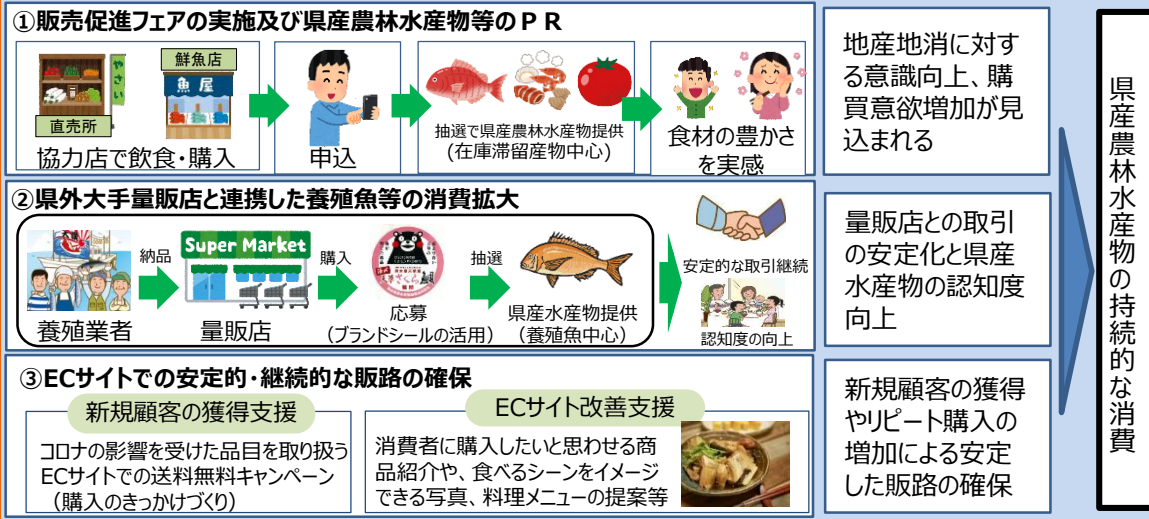 ①販売促進フェアの実施及び県産農林水産物等のPR
鮮魚店
やさい
魚屋
直売所
協力店で飲食・購入
申込
抽選で県産農林水産物提供
(在庫滞留産物中心)
食材の豊かさ
を実感
地産地消に対す
る意識向上、購
買意欲増加が見
込まれる
②県外大手量販店と連携した養殖魚等の消費拡大
納品
Super Market
購入
抽選
養殖業者
量販店
応募
(ブランドシールの活用)
県産水産物提供
(養殖魚中心)
安定的な取引継続
認知度の向上
量販店との取引
の安定化と県産
水産物の認知度
向上
③ECサイトでの安定的・継続的な販路の確保
新規顧客の獲得支援
コロナの影響を受けた品目を取り扱う
ECサイトでの送料無料キャンペーン
(購入のきっかけづくり)
ECサイト改善支援
消費者に購入したいと思わせる商
品紹介や、食べるシーンをイメージ
できる写真、料理メニューの提案等
新規顧客の獲得
やリピート購入の
増加による安定
した販路の確保
県産農林水産物の持続的な消費